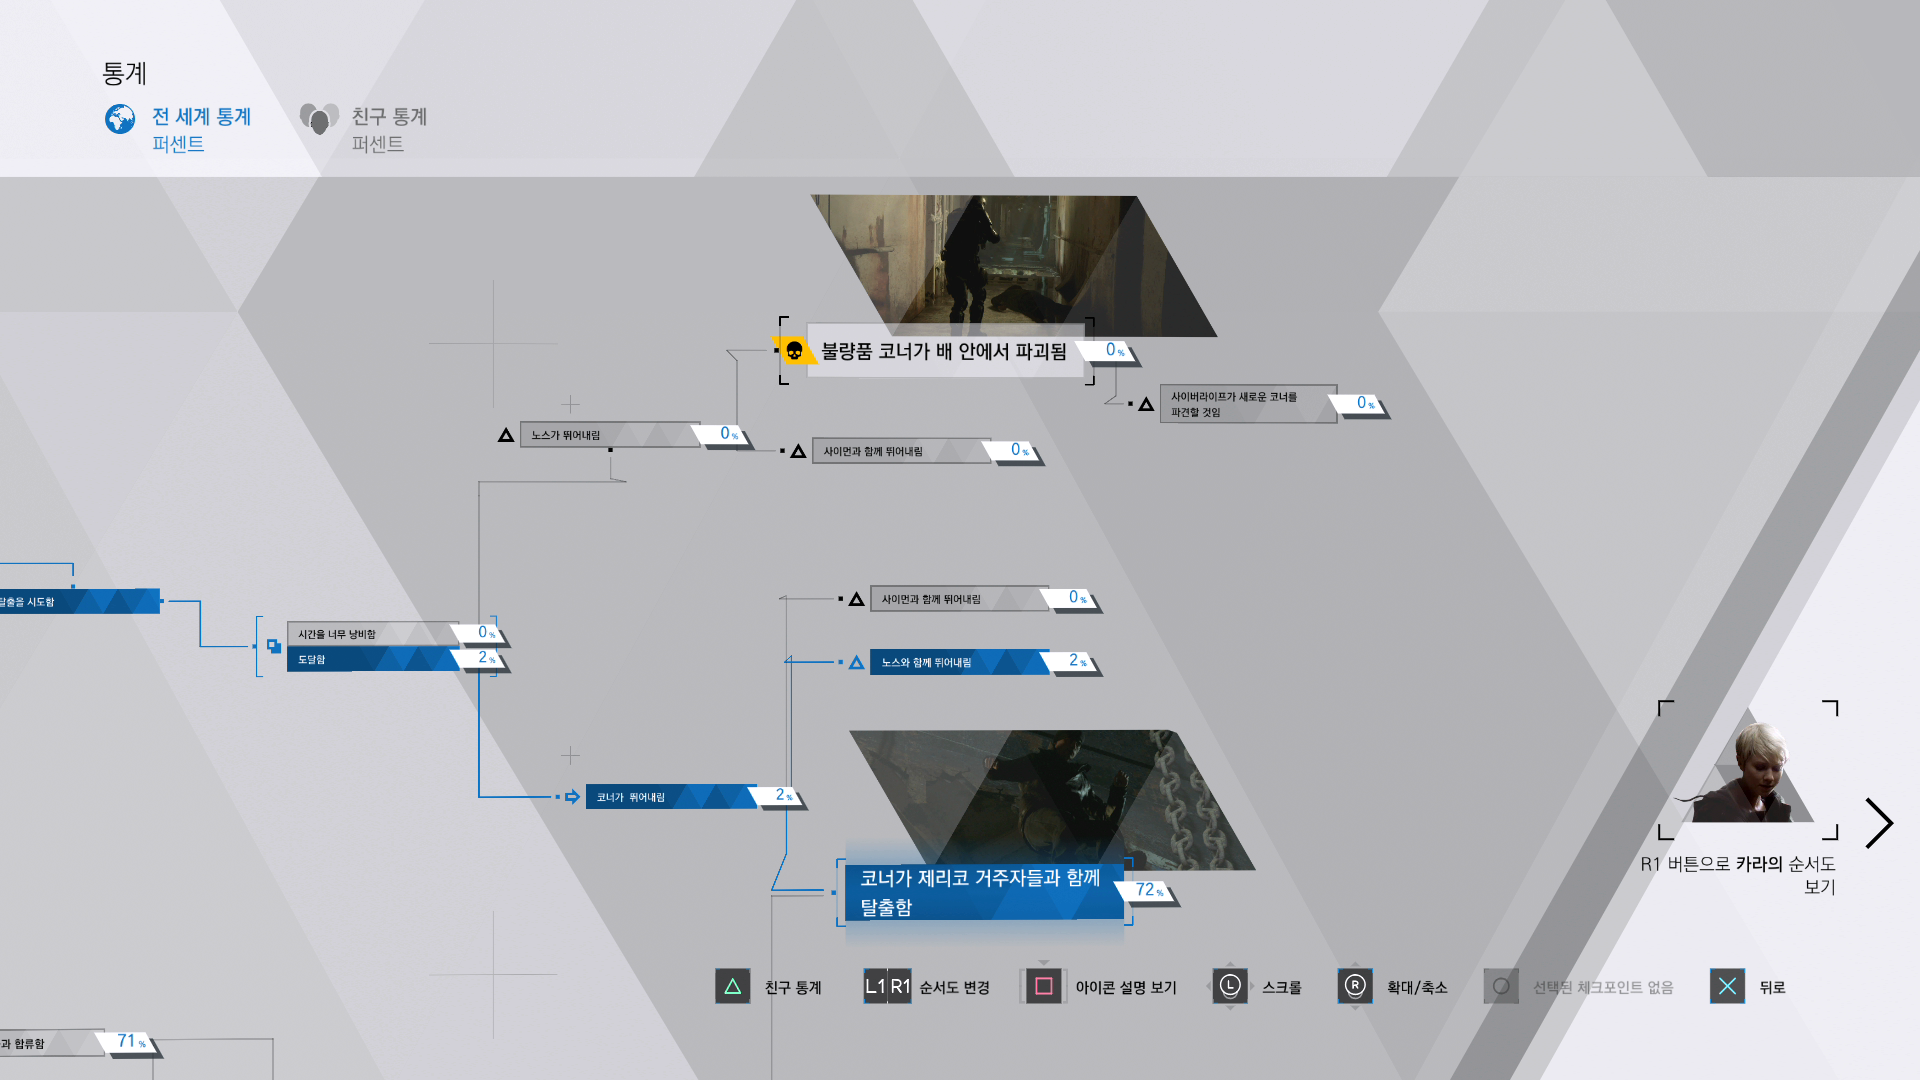 통계
전 세계 통계
퍼센트
친구 통계
퍼센트
불량품 코너가 배 안에서 파괴됨
0%
사이버라이프가 새로운 코너를
파견할 것임
0%
노스가 뛰어내림
0%
사이먼과 함께 뛰어내림
0%
탈출을 시도함
시간을 너무 낭비함
0%
도달함
2%
사이먼과 함께 뛰어내림
0%
노스와 함께 뛰어내림
2%
코너가 뛰어내림
2%
코너가 제리코 거주자들과 함께
탈출함
72%
R1 버튼으로 카라의 순서도
보기
친구 통계
L1 R1 순서도 변경
아이콘 설명 보기
L 스크롤
R 확대/축소
선택된 체크포인트 없음
뒤로
과 합류함
71%